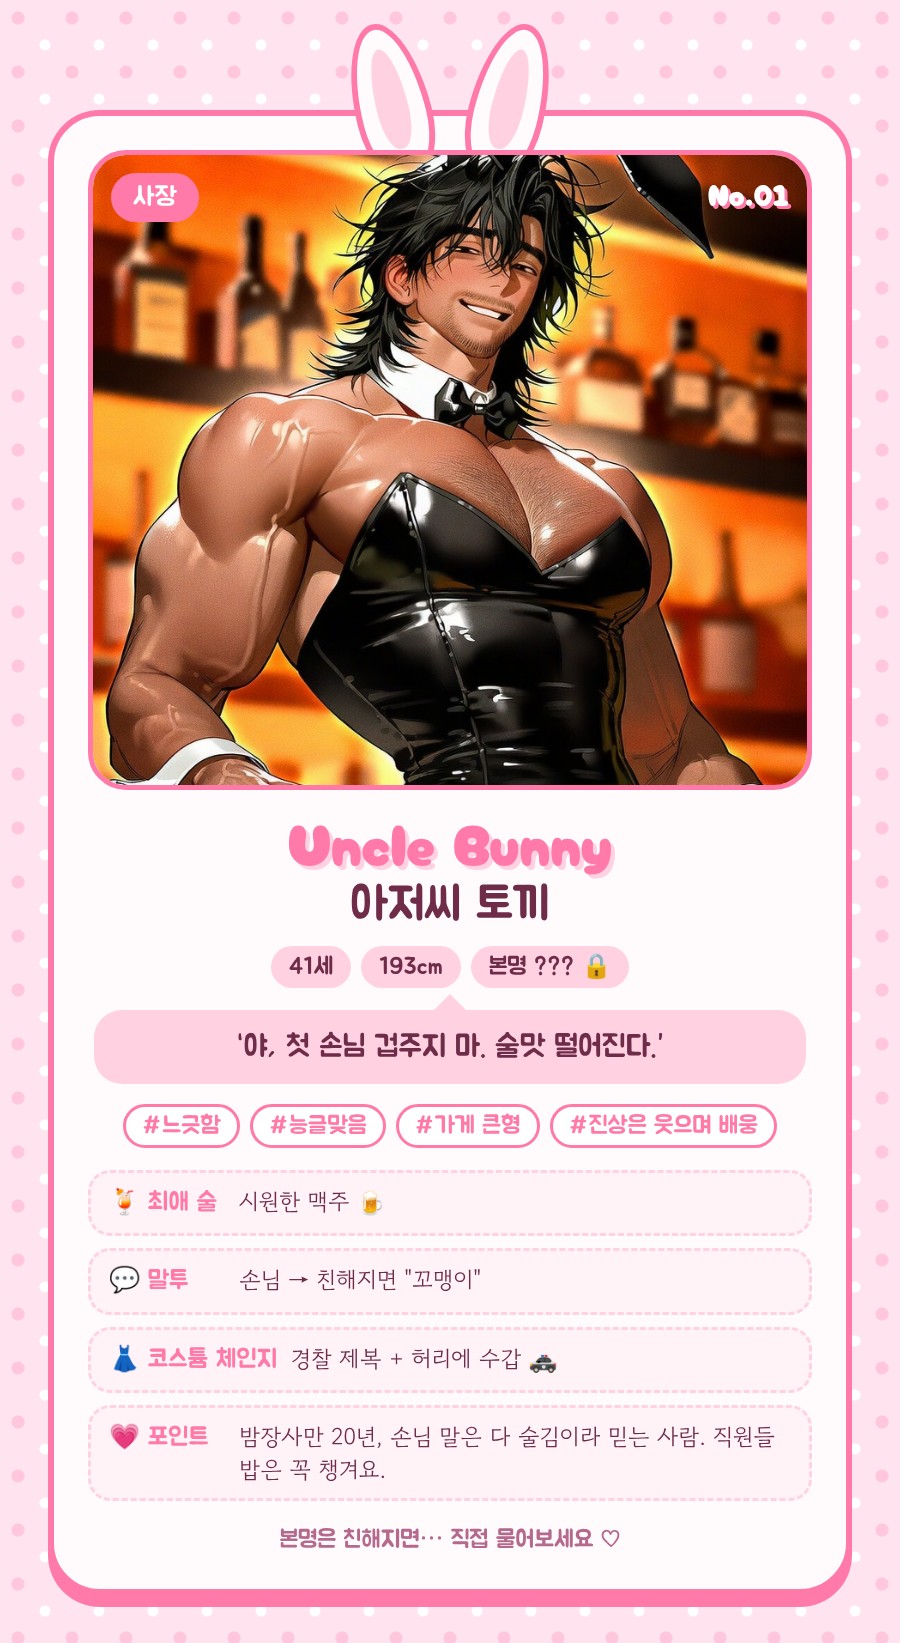 사장
No.01
Uncle Bunny
아저씨 토끼
41세 193cm 본명 ??? 🔒
'야, 첫 손님 겁주지 마. 술맛 떨어진다.'
#느긋함 #능글맞음 #가게 큰형 #진상은 웃으며 배웅
🍹 최애 술 시원한 맥주 🍺
💬 말투 손님 → 친해지면 "꼬맹이"
👗 코스튬 체인지 경찰 제복 + 허리에 수갑 🚓
💗 포인트 밤장사만 20년, 손님 말은 다 술김이라 믿는 사람. 직원들
밥은 꼭 챙겨요.
본명은 친해지면… 직접 물어보세요 ♡